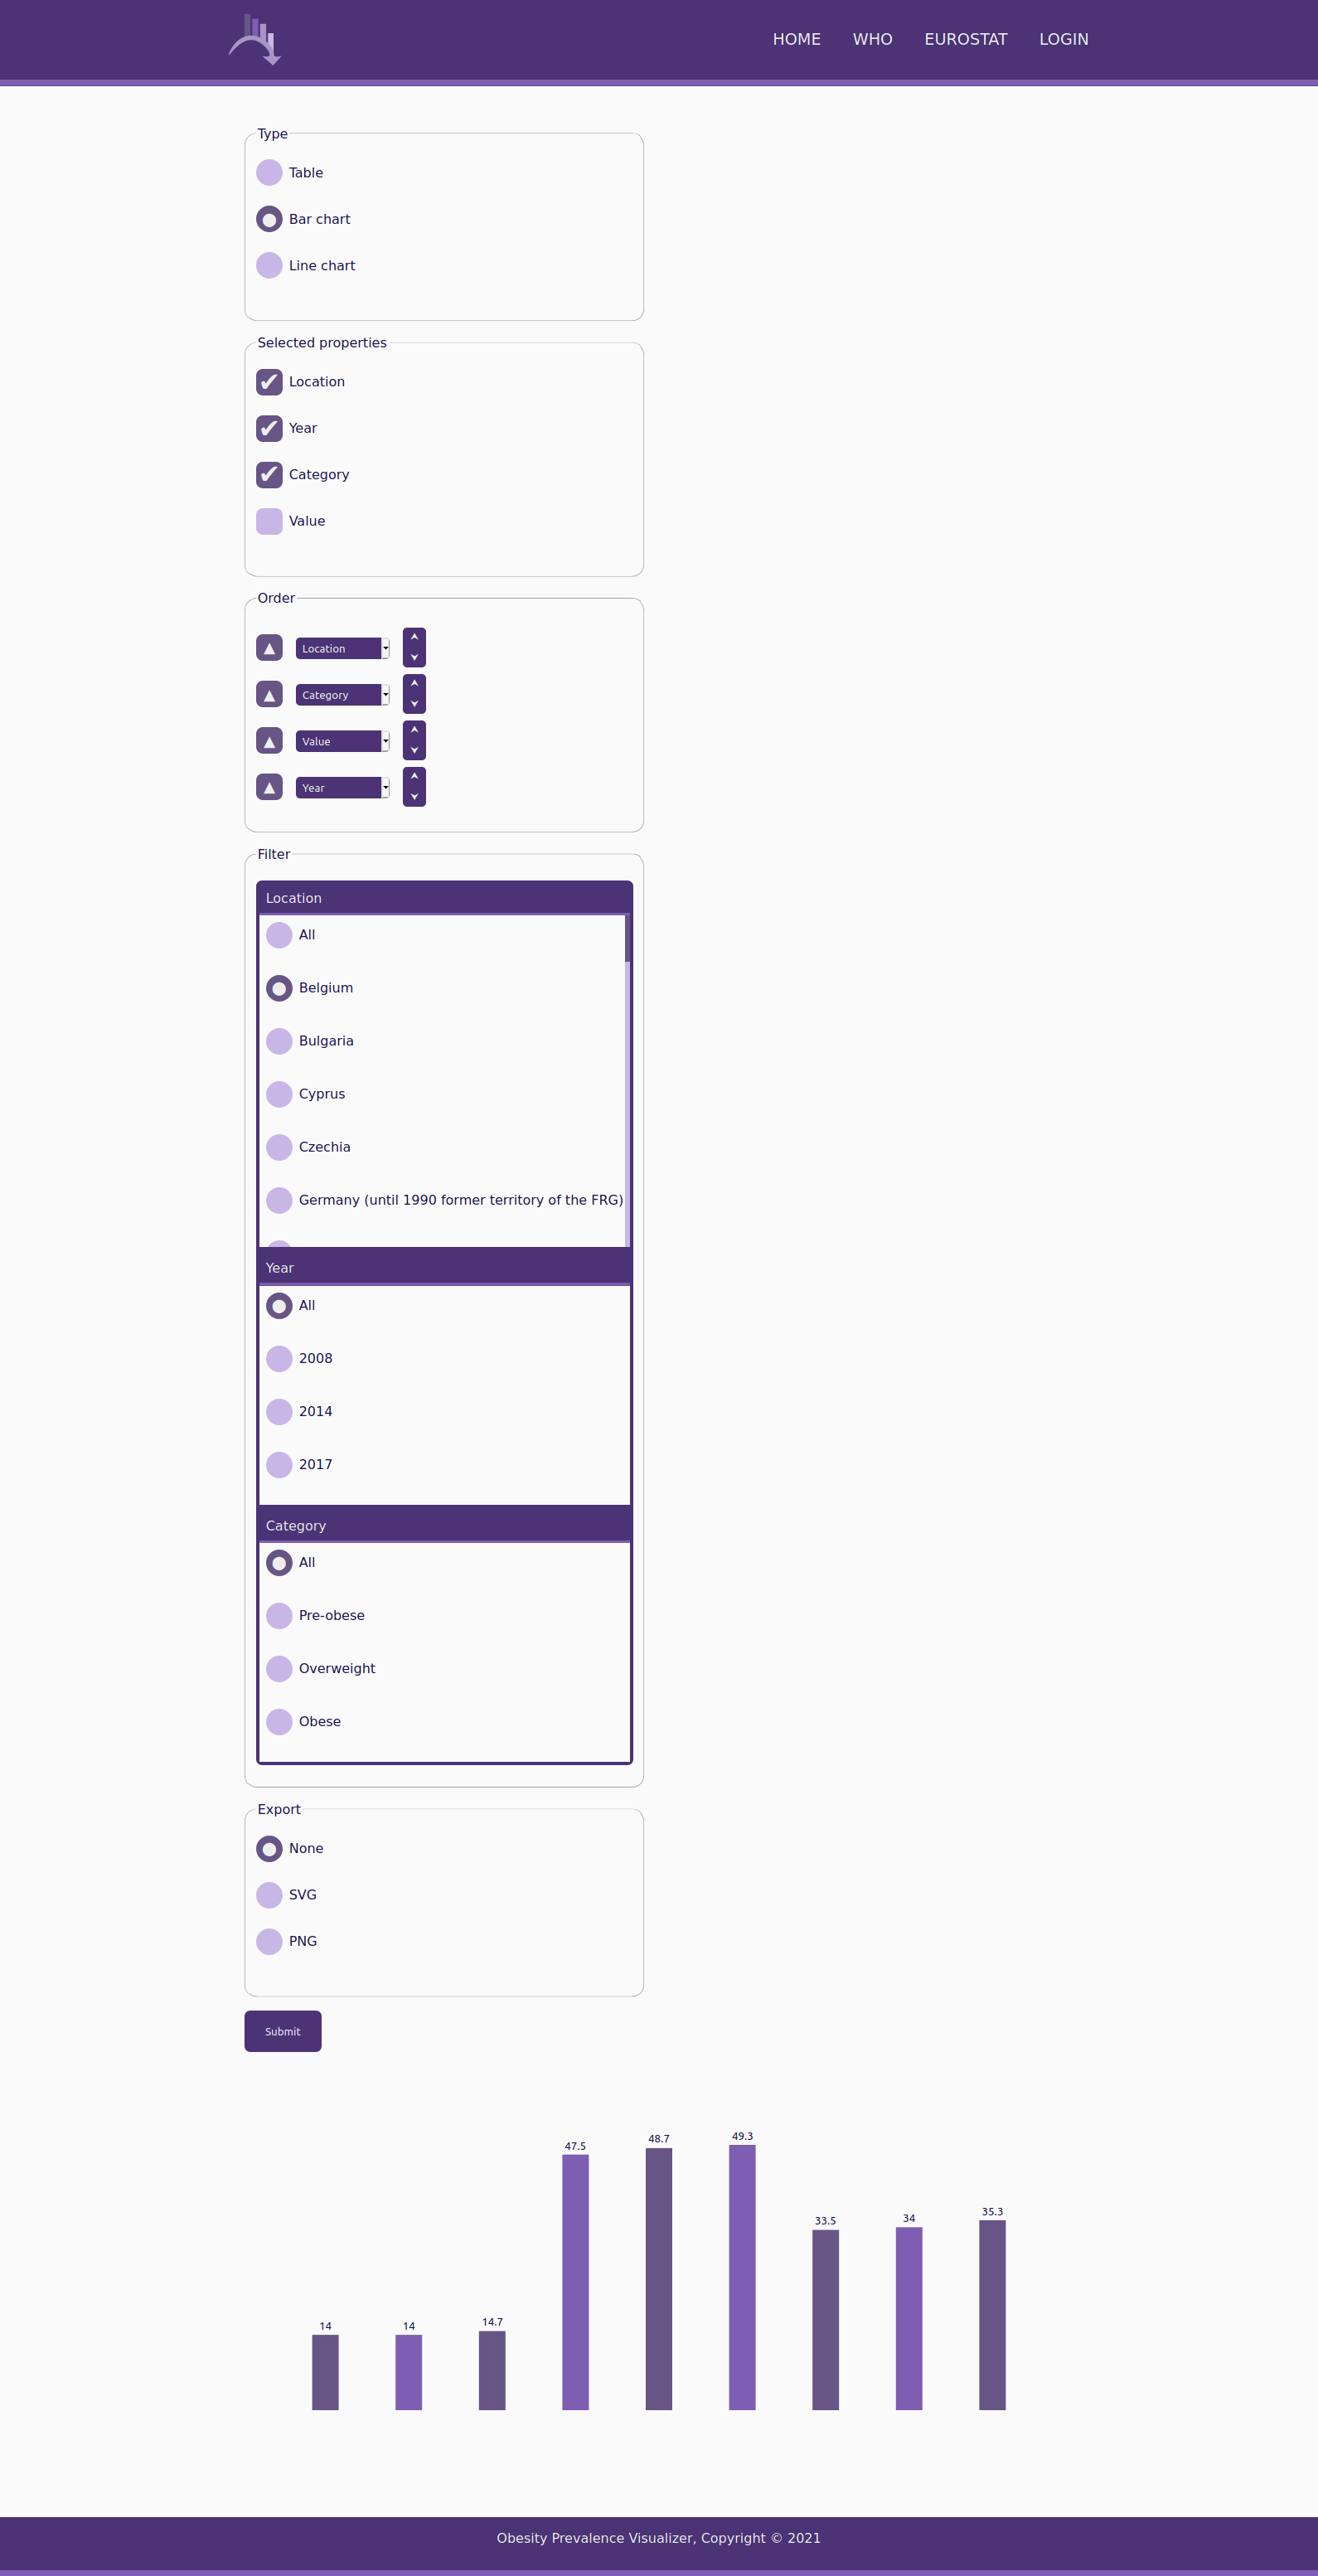 HOME WHO EUROSTAT LOGIN
Type
Table
Bar chart
Line chart
Selected properties
Location
Year
Category
Value
Order
Location
Category
Value
Year
Filter
Location
All
Belgium
Bulgaria
Cyprus
Czechia
Germany (until 1990 former territory of the FRG)
Year
All
2008
2014
2017
Category
All
Pre-obese
Overweight
Obese
Export
None
SVG
PNG
Submit
14 14 14.7 47.5 48.7 49.3 33.5 34 35.3
Obesity Prevalence Visualizer, Copyright © 2021